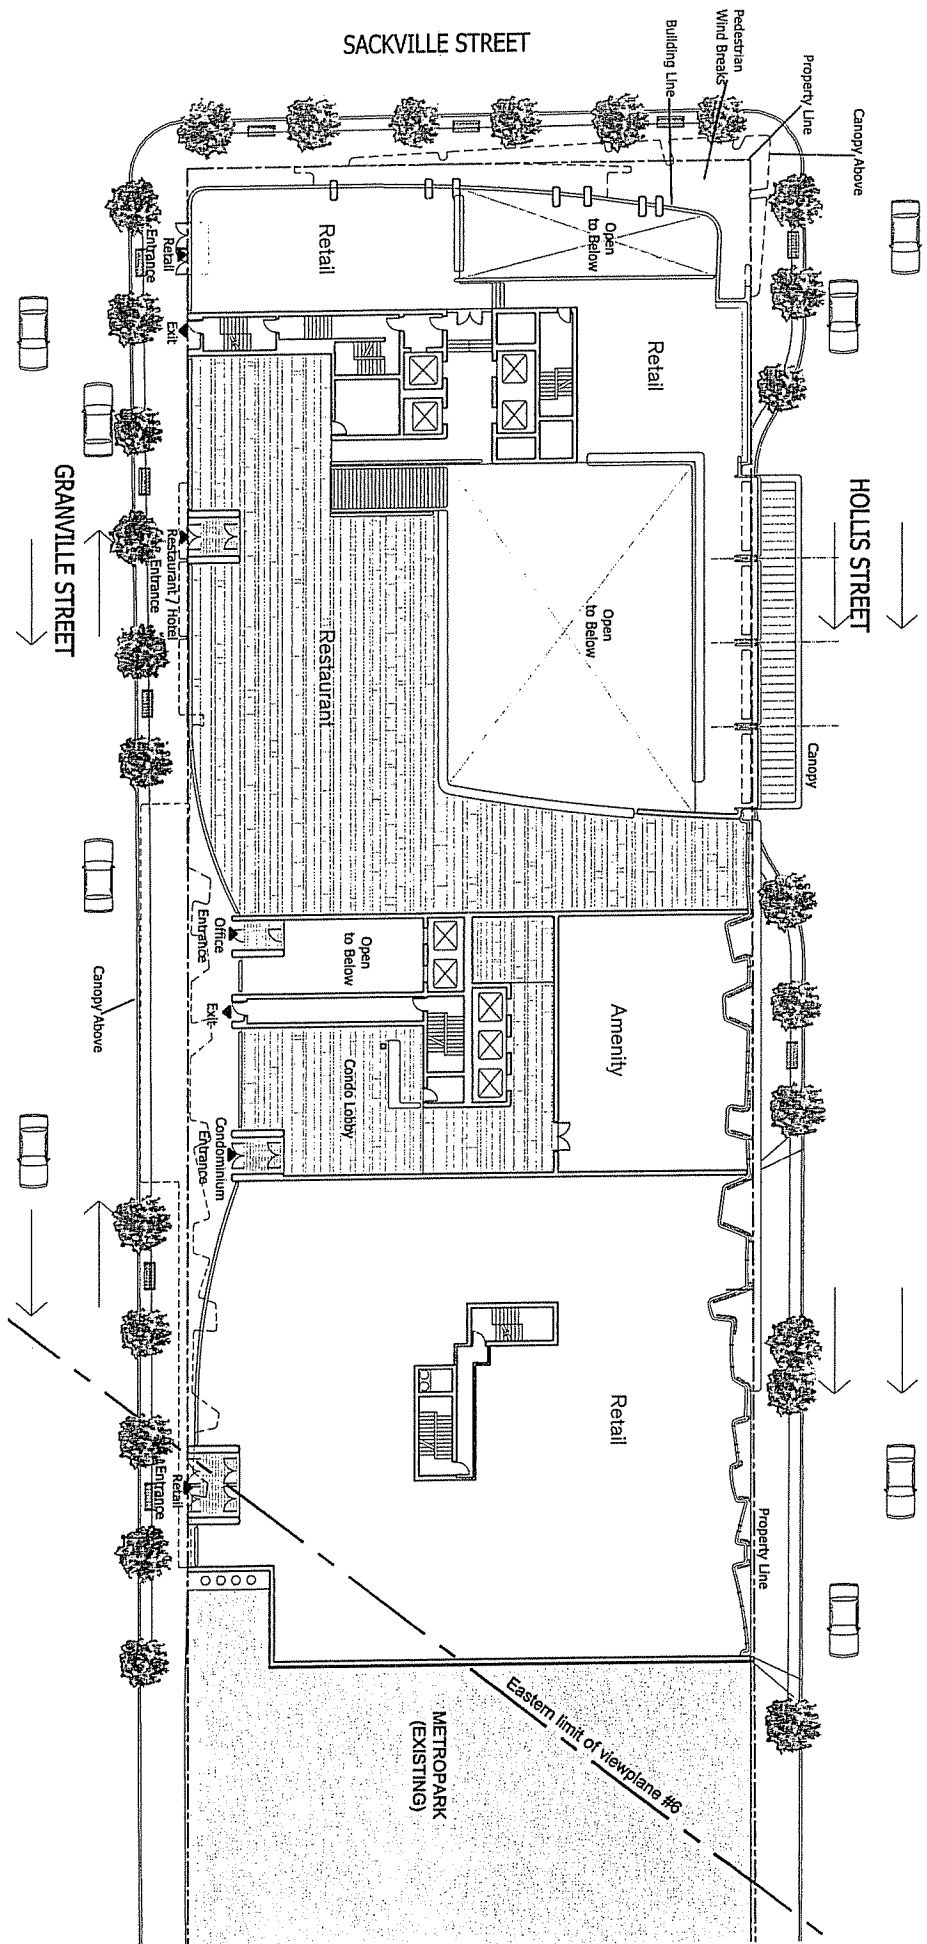 SACKVILLE STREET
Pedestrian
Wind Breaks
Building Line
Property Line
Canopy Above
Retail
Entrance
Retail
Open
to Below
Exit
Retail
HOLLIS STREET
GRANVILLE STREET
Restaurant / Hotel
Entrance
Restaurant
Open
to Below
Canopy
Office
Entrance
Open
to Below
Canopy Above
Exit
Amenity
Condo Lobby
Condominium
Entrance
Retail
Retail
Entrance
Property Line
Eastern limit of viewplane #6
METROPARK
(EXISTING)